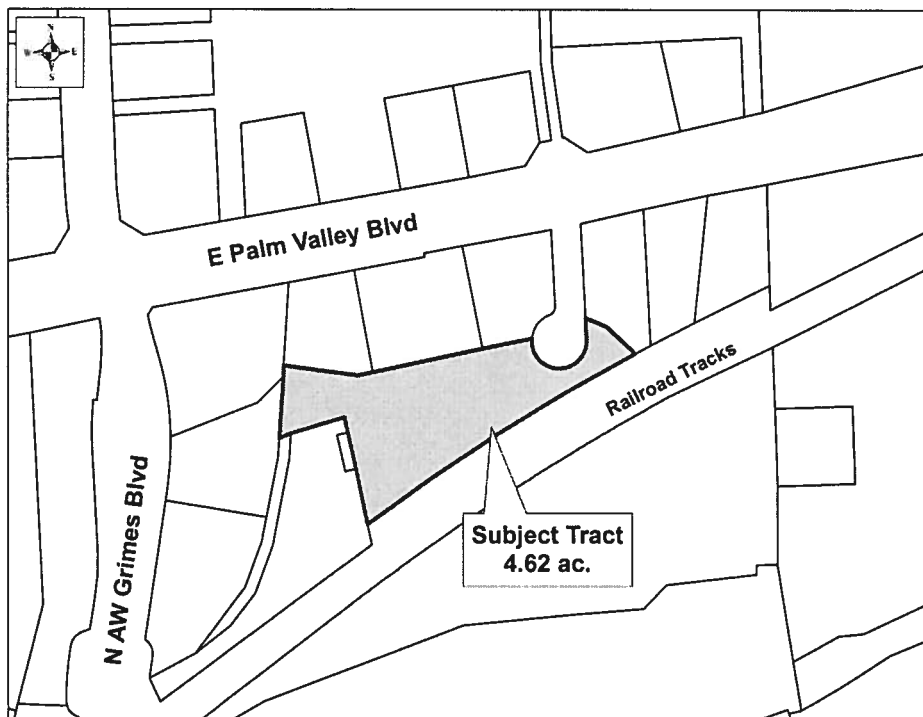 N
W E
S
E Palm Valley Blvd
Railroad Tracks
N AW Grimes Blvd
Subject Tract
4.62 ac.